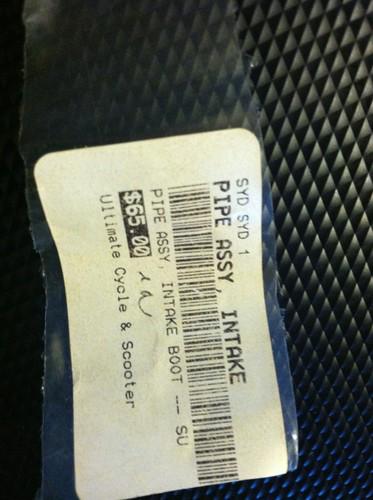 SYD SYD 1
PIPE ASSY, INTAKE
PIPE ASSY, INTAKE BOOT -- SU
$65.00
Ultimate Cycle & Scooter